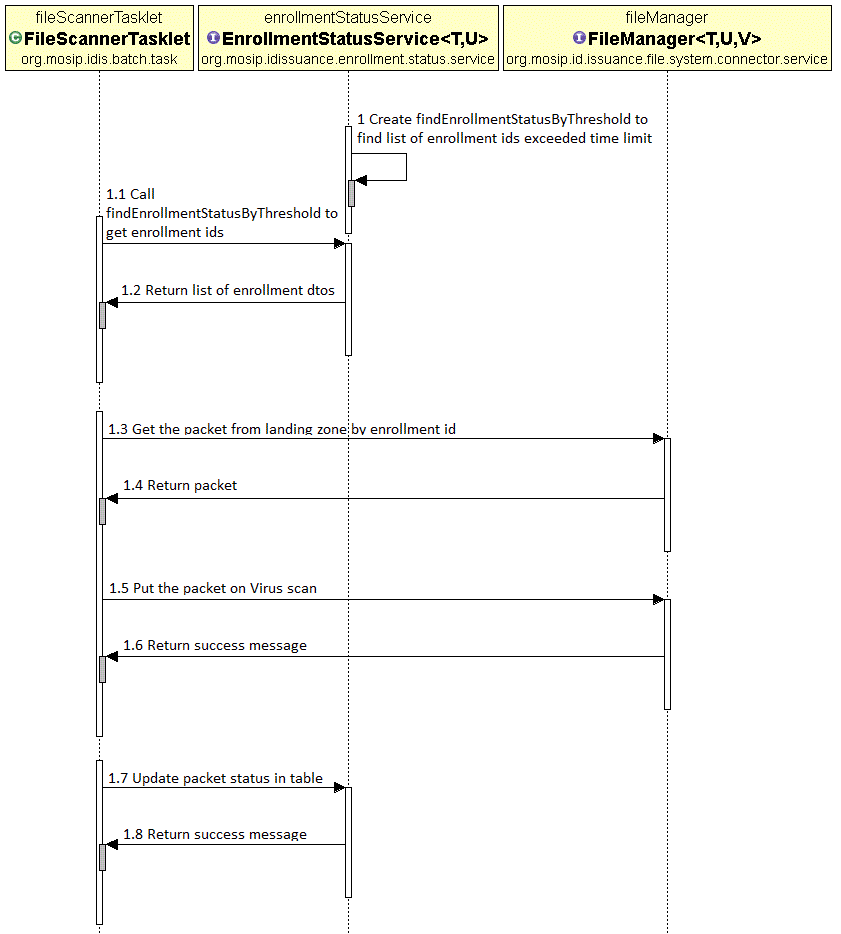 fileScannerTasklet
C FileScannerTasklet
org.mosip.idis.batch.task
enrollmentStatusService
I EnrollmentStatusService<T,U>
org.mosip.idissuance.enrollment.status.service
fileManager
I FileManager<T,U,V>
org.mosip.id.issuance.file.system.connector.service
1 Create findEnrollmentStatusByThreshold to
find list of enrollment ids exceeded time limit
1.1 Call
findEnrollmentStatusByThreshold to
get enrollment ids
1.2 Return list of enrollment dtos
1.3 Get the packet from landing zone by enrollment id
1.4 Return packet
1.5 Put the packet on Virus scan
1.6 Return success message
1.7 Update packet status in table
1.8 Return success message